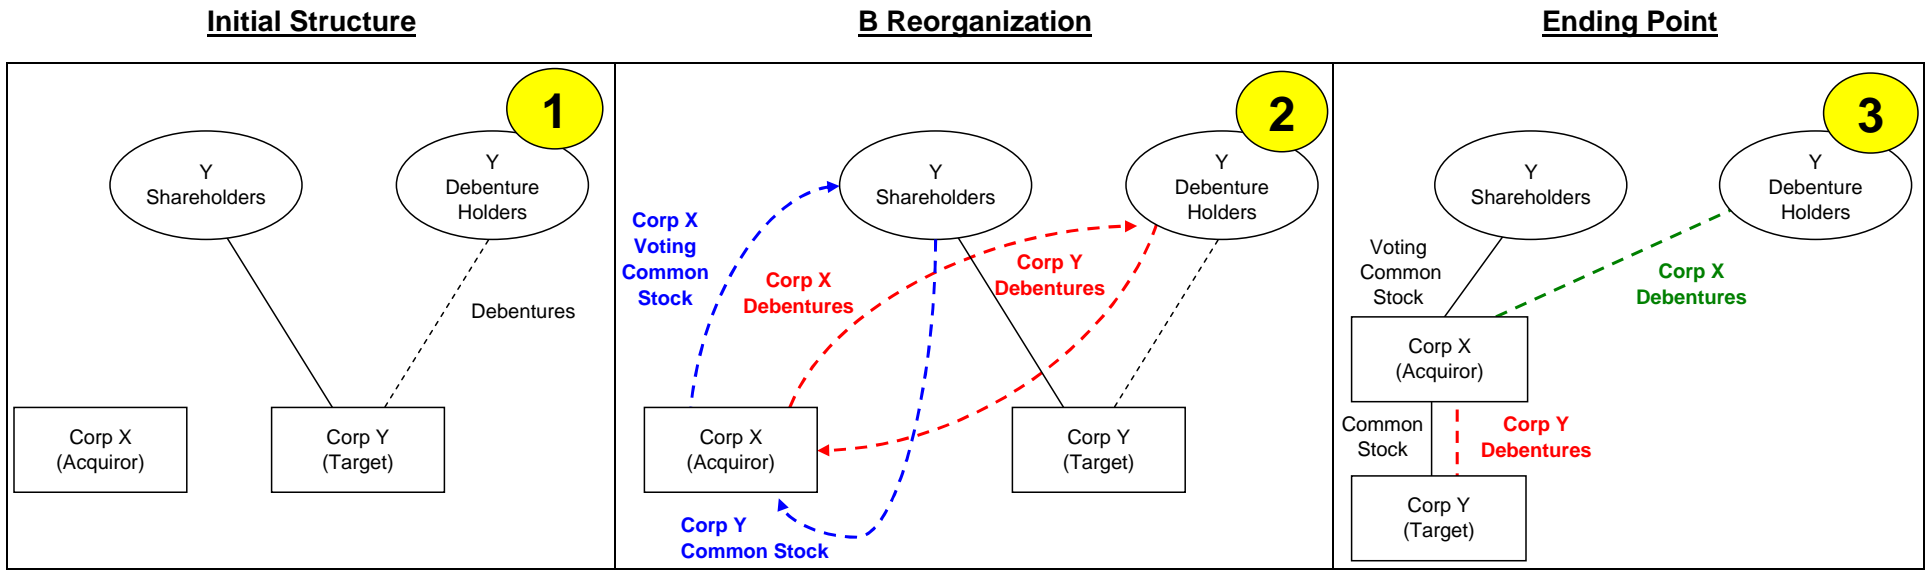 Initial Structure
B Reorganization
Ending Point
1
Y
Shareholders
Y
Debenture
Holders
Debentures
Corp X
(Acquiror)
Corp Y
(Target)
2
Y
Shareholders
Y
Debenture
Holders
Corp X
Voting
Common
Stock
Corp X
Debentures
Corp Y
Debentures
Corp X
(Acquiror)
Corp Y
(Target)
Corp Y
Common Stock
3
Y
Shareholders
Y
Debenture
Holders
Voting
Common
Stock
Corp X
Debentures
Corp X
(Acquiror)
Common
Stock
Corp Y
Debentures
Corp Y
(Target)